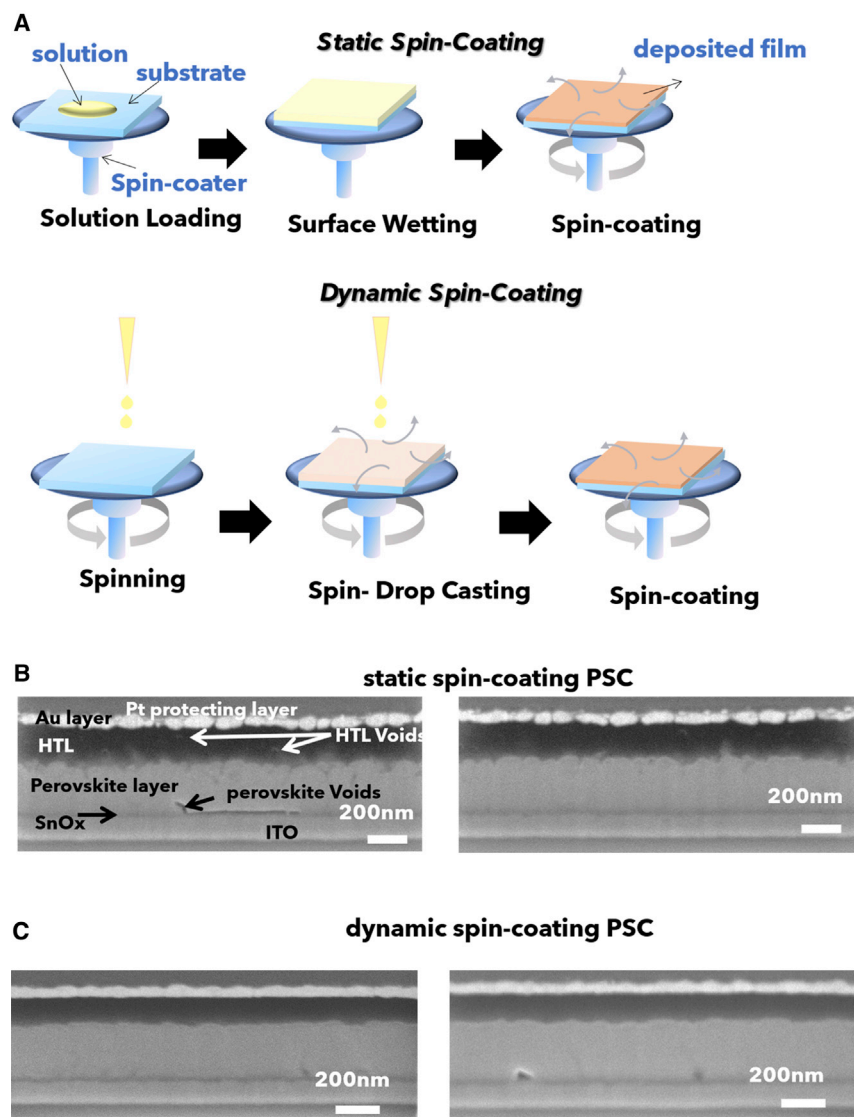 A
Static Spin-Coating
solution
substrate
deposited film
Spin-coater
Solution Loading
Surface Wetting
Spin-coating
Dynamic Spin-Coating
Spinning
Spin- Drop Casting
Spin-coating
B
static spin-coating PSC
Pt protecting layer
Au layer
HTL
HTL Voids
Perovskite layer
perovskite Voids
200nm
SnOx
ITO
200nm
C
dynamic spin-coating PSC
200nm
200nm